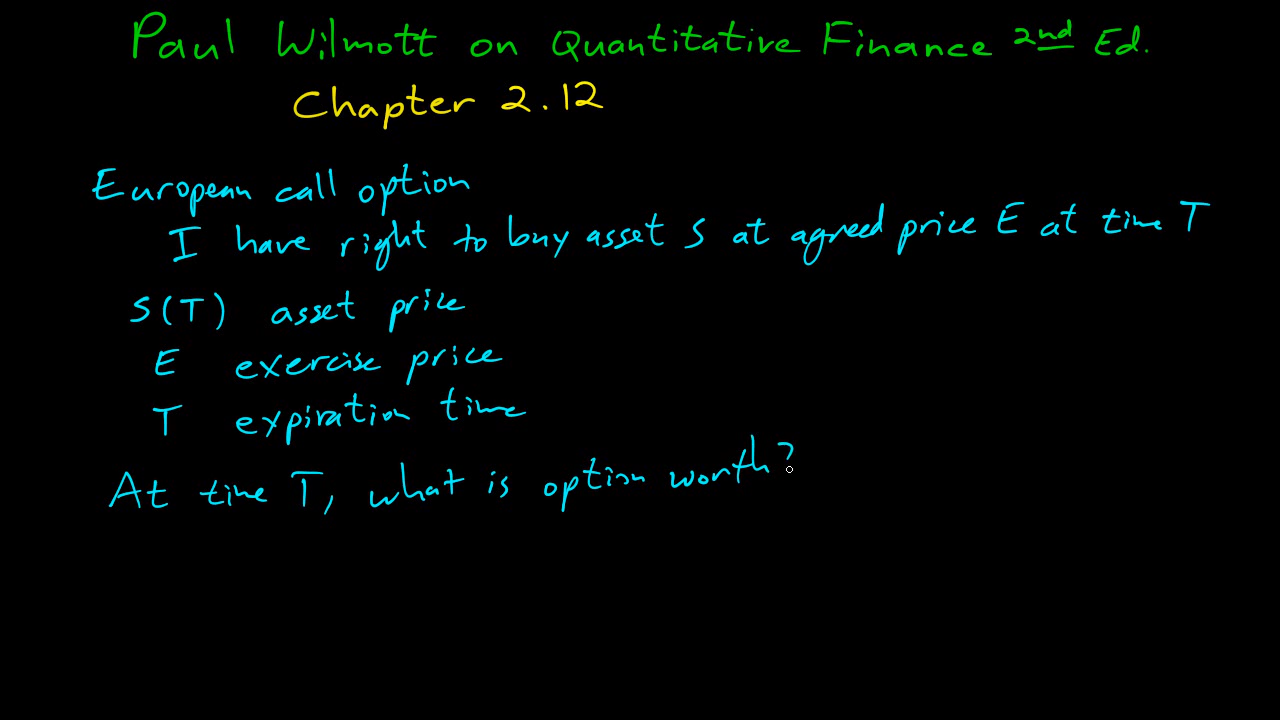 Paul Wilmott on Quantitative Finance 2nd Ed.
Chapter 2.12
European call option
I have right to buy asset S at agreed price E at time T
S(T) asset price
E exercise price
T expiration time
At time T, what is option worth?